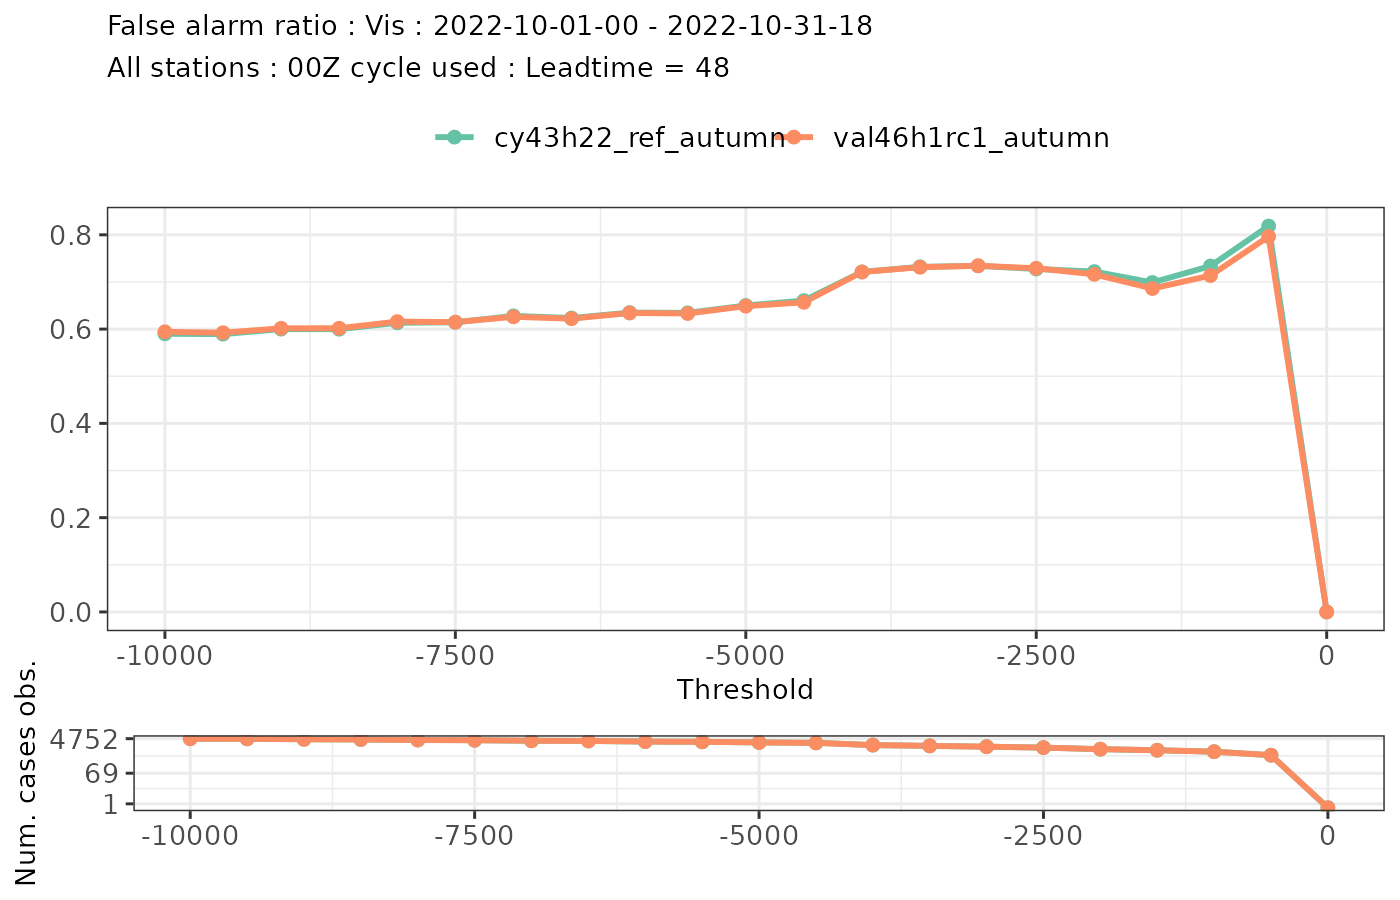 False alarm ratio : Vis : 2022-10-01-00 - 2022-10-31-18
All stations : 00Z cycle used : Leadtime = 48
cy43h22_ref_autumn val46h1rc1_autumn
0.8
0.6
0.4
0.2
0.0
-10000 -7500 -5000 -2500 0
Threshold
Num. cases obs.
4752
69
1
-10000 -7500 -5000 -2500 0